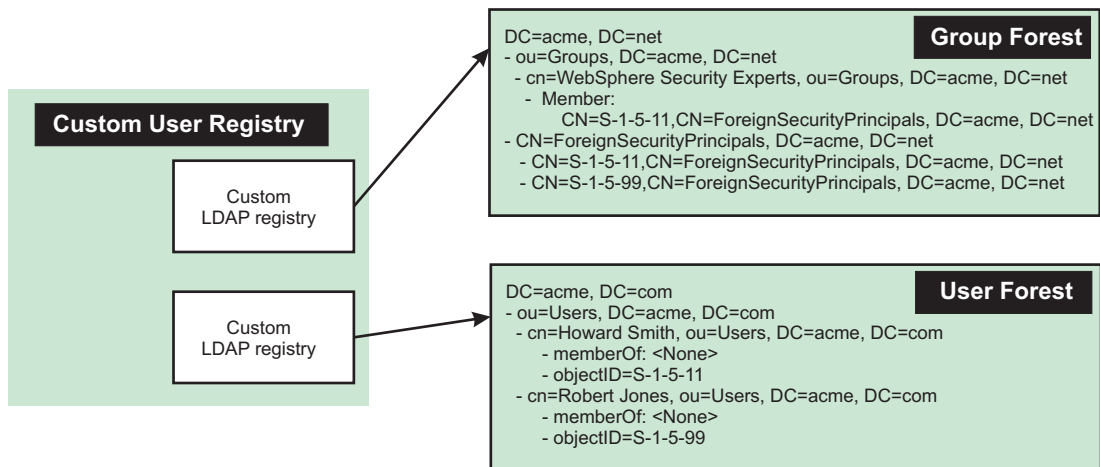 Custom User Registry
Custom
LDAP registry
Custom
LDAP registry
Group Forest
DC=acme, DC=net
- ou=Groups, DC=acme, DC=net
- cn=WebSphere Security Experts, ou=Groups, DC=acme, DC=net
- Member:
CN=S-1-5-11,CN=ForeignSecurityPrincipals, DC=acme, DC=net
- CN=ForeignSecurityPrincipals, DC=acme, DC=net
- CN=S-1-5-11,CN=ForeignSecurityPrincipals, DC=acme, DC=net
- CN=S-1-5-99,CN=ForeignSecurityPrincipals, DC=acme, DC=net
User Forest
DC=acme, DC=com
- ou=Users, DC=acme, DC=com
- cn=Howard Smith, ou=Users, DC=acme, DC=com
- memberOf: <None>
- objectID=S-1-5-11
- cn=Robert Jones, ou=Users, DC=acme, DC=com
- memberOf: <None>
- objectID=S-1-5-99